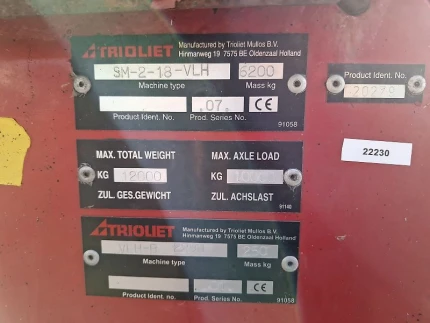 TRIOLIET Manufactured by Trioliet Mullos B.V.
Hinmanweg 19 7575 BE Oldenzaal Holland
SM-2-18-VLH 6200
Machine type Mass kg
.07. CE
Product Ident. No. Prod. Series No. 91058
Product Ident. No.
22230
MAX. TOTAL WEIGHT MAX. AXLE LOAD
KG 12000 KG
ZUL. GES.GEWICHT ZUL. ACHSLAST
TRIOLIET Manufactured by Trioliet Mullos B.V.
Hinmanweg 19 7575 BE Oldenzaal Holland
250
Machine type Mass kg
CE
Product Ident. No. Prod. Series No. 91058